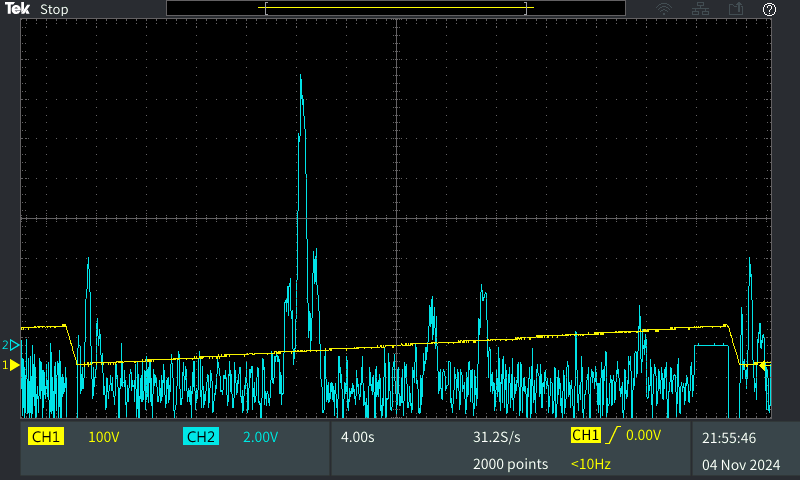 Tek Stop ?
2
1
CH1 100V CH2 2.00V 4.00s 31.2S/s CH1 0.00V 21:55:46
2000 points <10Hz 04 Nov 2024